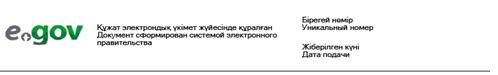 egov
Құжат электрондық үкімет жүйесінде құралған
Документ сформирован системой электронного
правительства
Бірегей нөмір
Уникальный номер
Жіберілген күні
Дата подачи